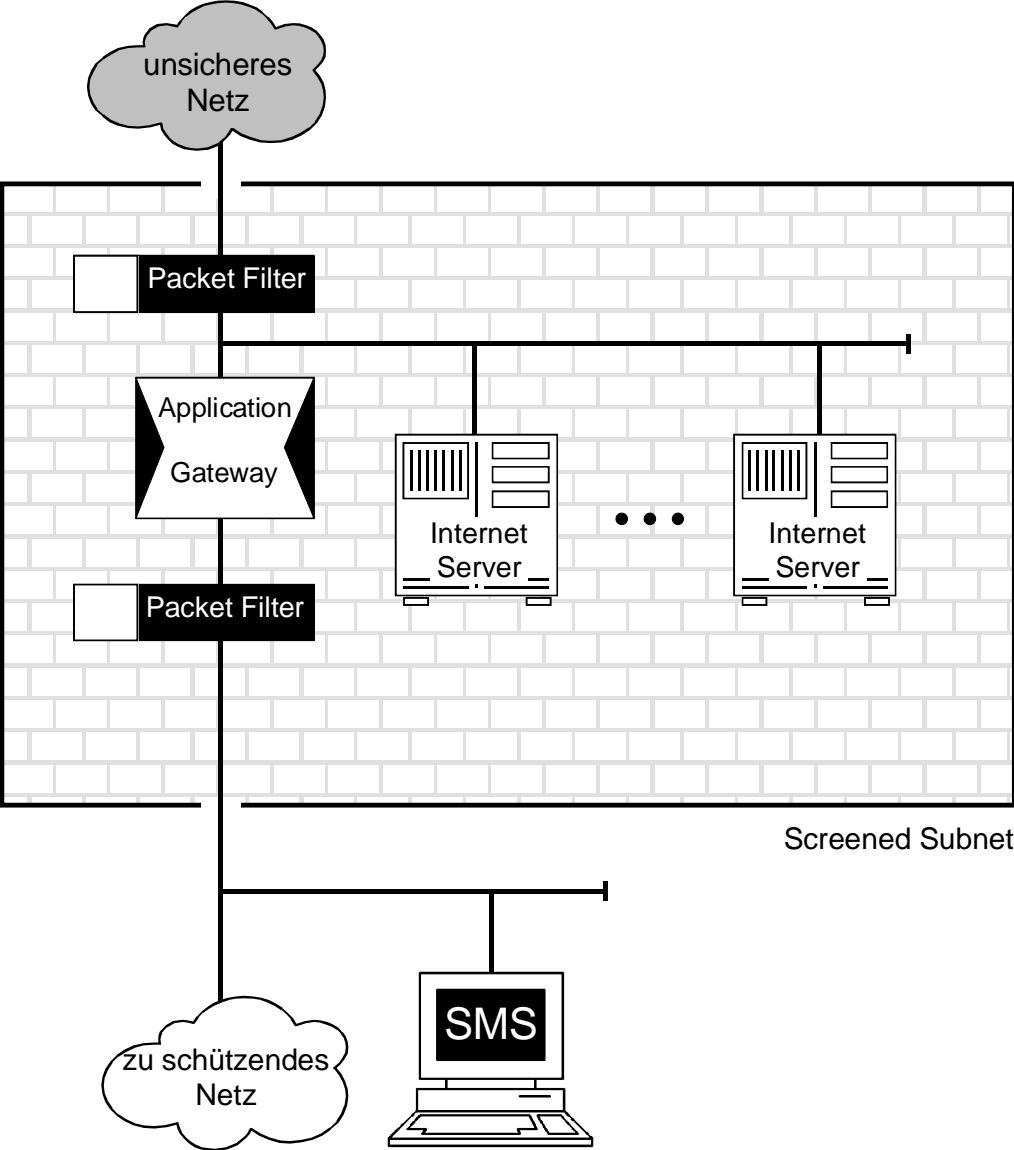 unsicheres
Netz
Packet Filter
Application
Gateway
Internet
Server
Internet
Server
Packet Filter
Screened Subnet
SMS
zu schützendes
Netz